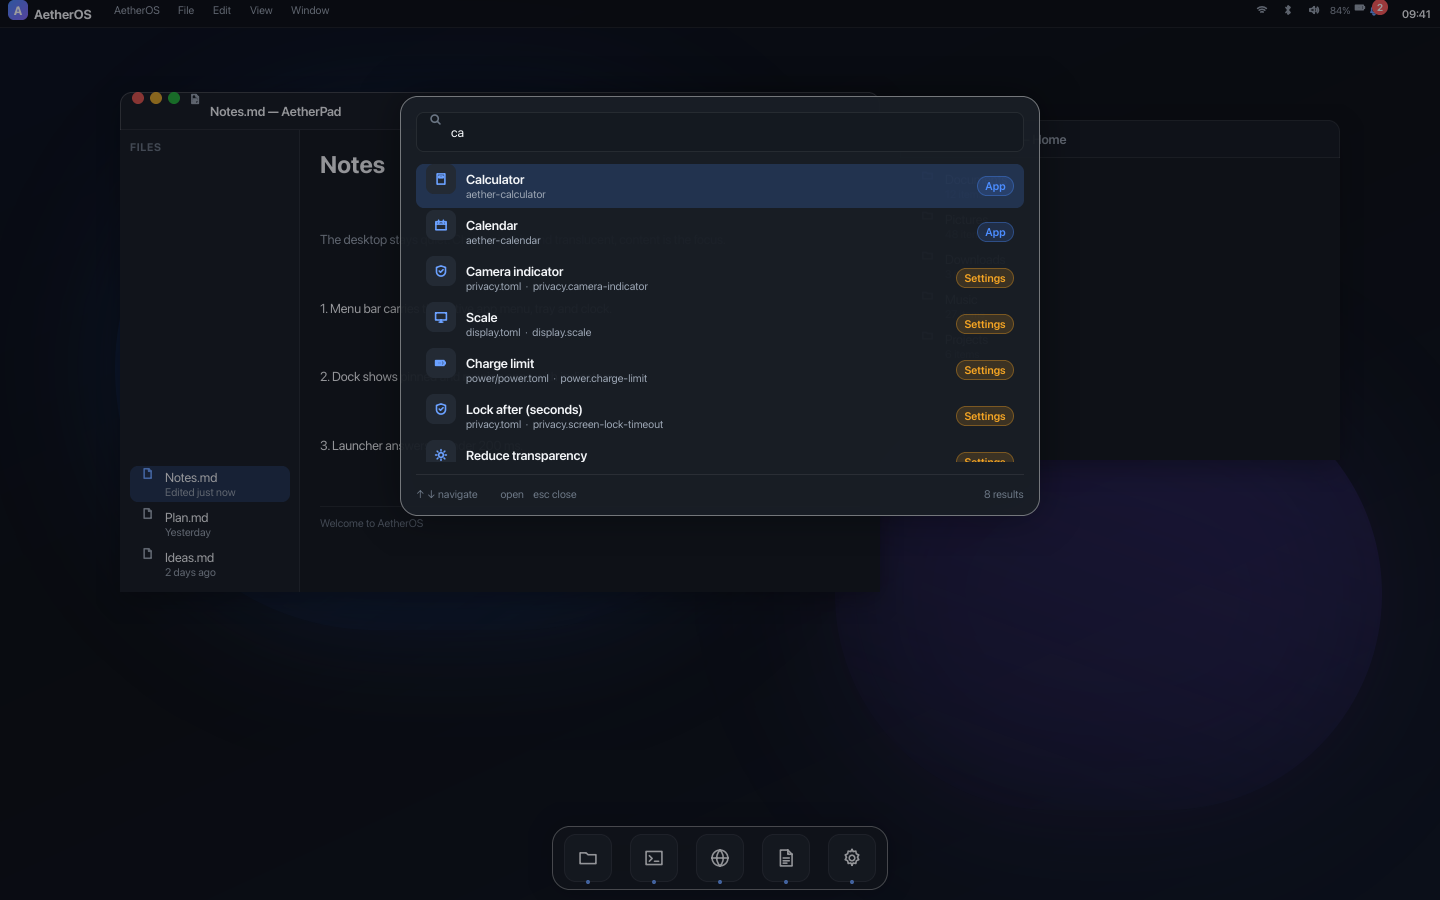 A AetherOS AetherOS File Edit View Window 84% 2 09:41
Notes.md — AetherPad
FILES
Notes
The desktop
1. Menu bar
2. Dock shows
3. Launcher
Notes.md
Edited just now
Plan.md
Yesterday
Ideas.md
2 days ago
Welcome to AetherOS
ca
Calculator
aether-calculator
App
Calendar
aether-calendar
App
Camera indicator
privacy.toml · privacy.camera-indicator
Settings
Scale
display.toml · display.scale
Settings
Charge limit
power/power.toml · power.charge-limit
Settings
Lock after (seconds)
privacy.toml · privacy.screen-lock-timeout
Settings
Reduce transparency
Settings
↑ ↓ navigate open esc close
8 results